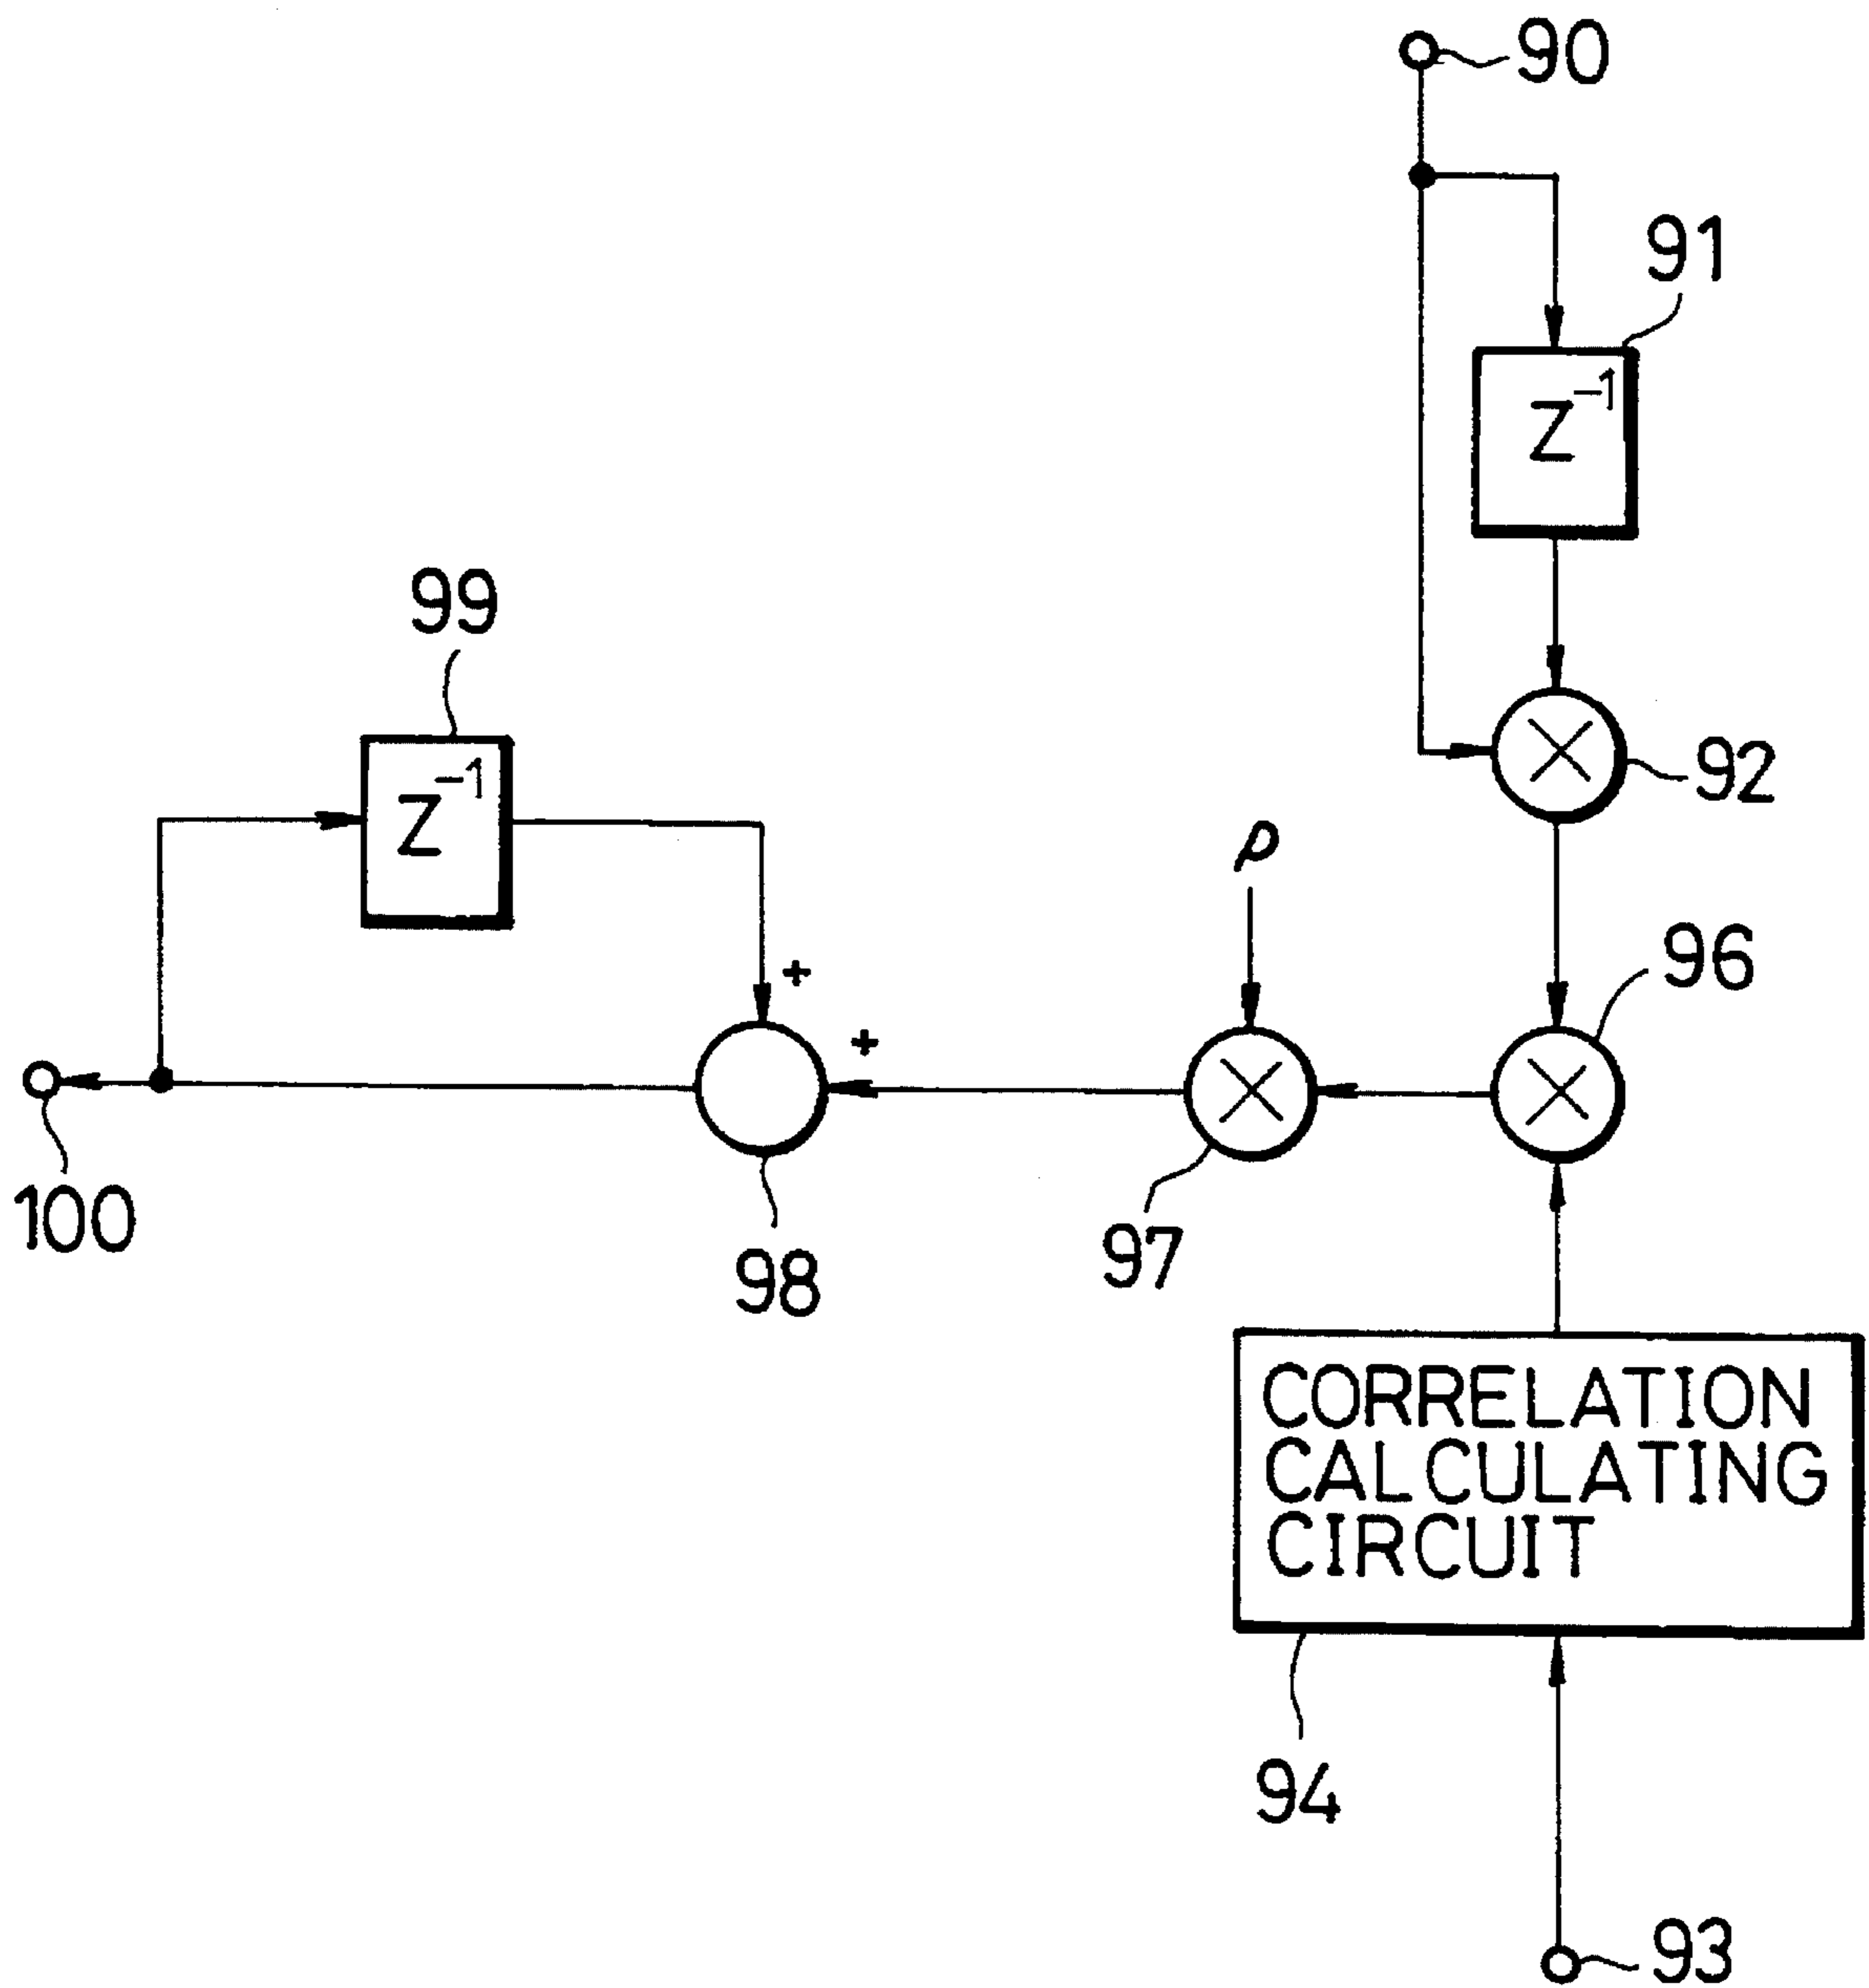 90
91
Z⁻¹
99
92
Z⁻¹
ρ
96
+
+
100
97
98
CORRELATION
CALCULATING
CIRCUIT
94
93